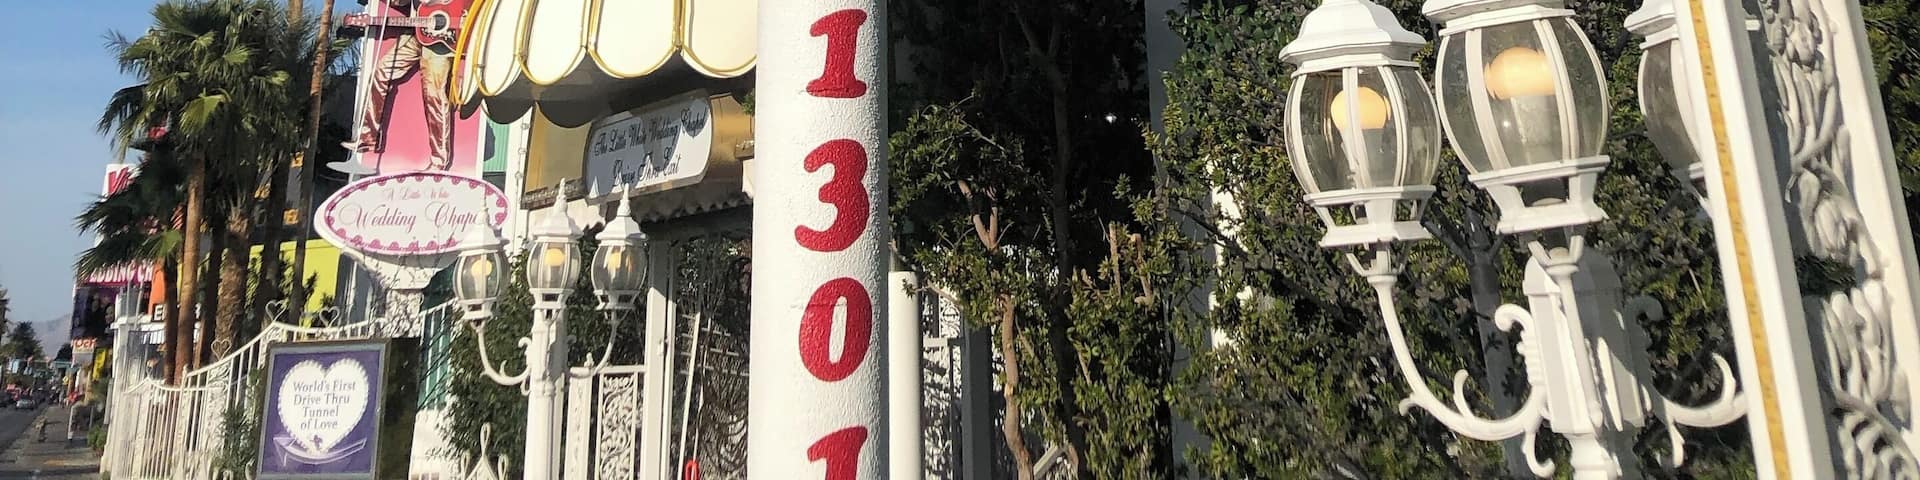 A Little White
Wedding Chapel
The Little White Wedding Chapel
Drive Thru Exit
World's First
Drive Thru
Tunnel
of Love
1
3
0
1